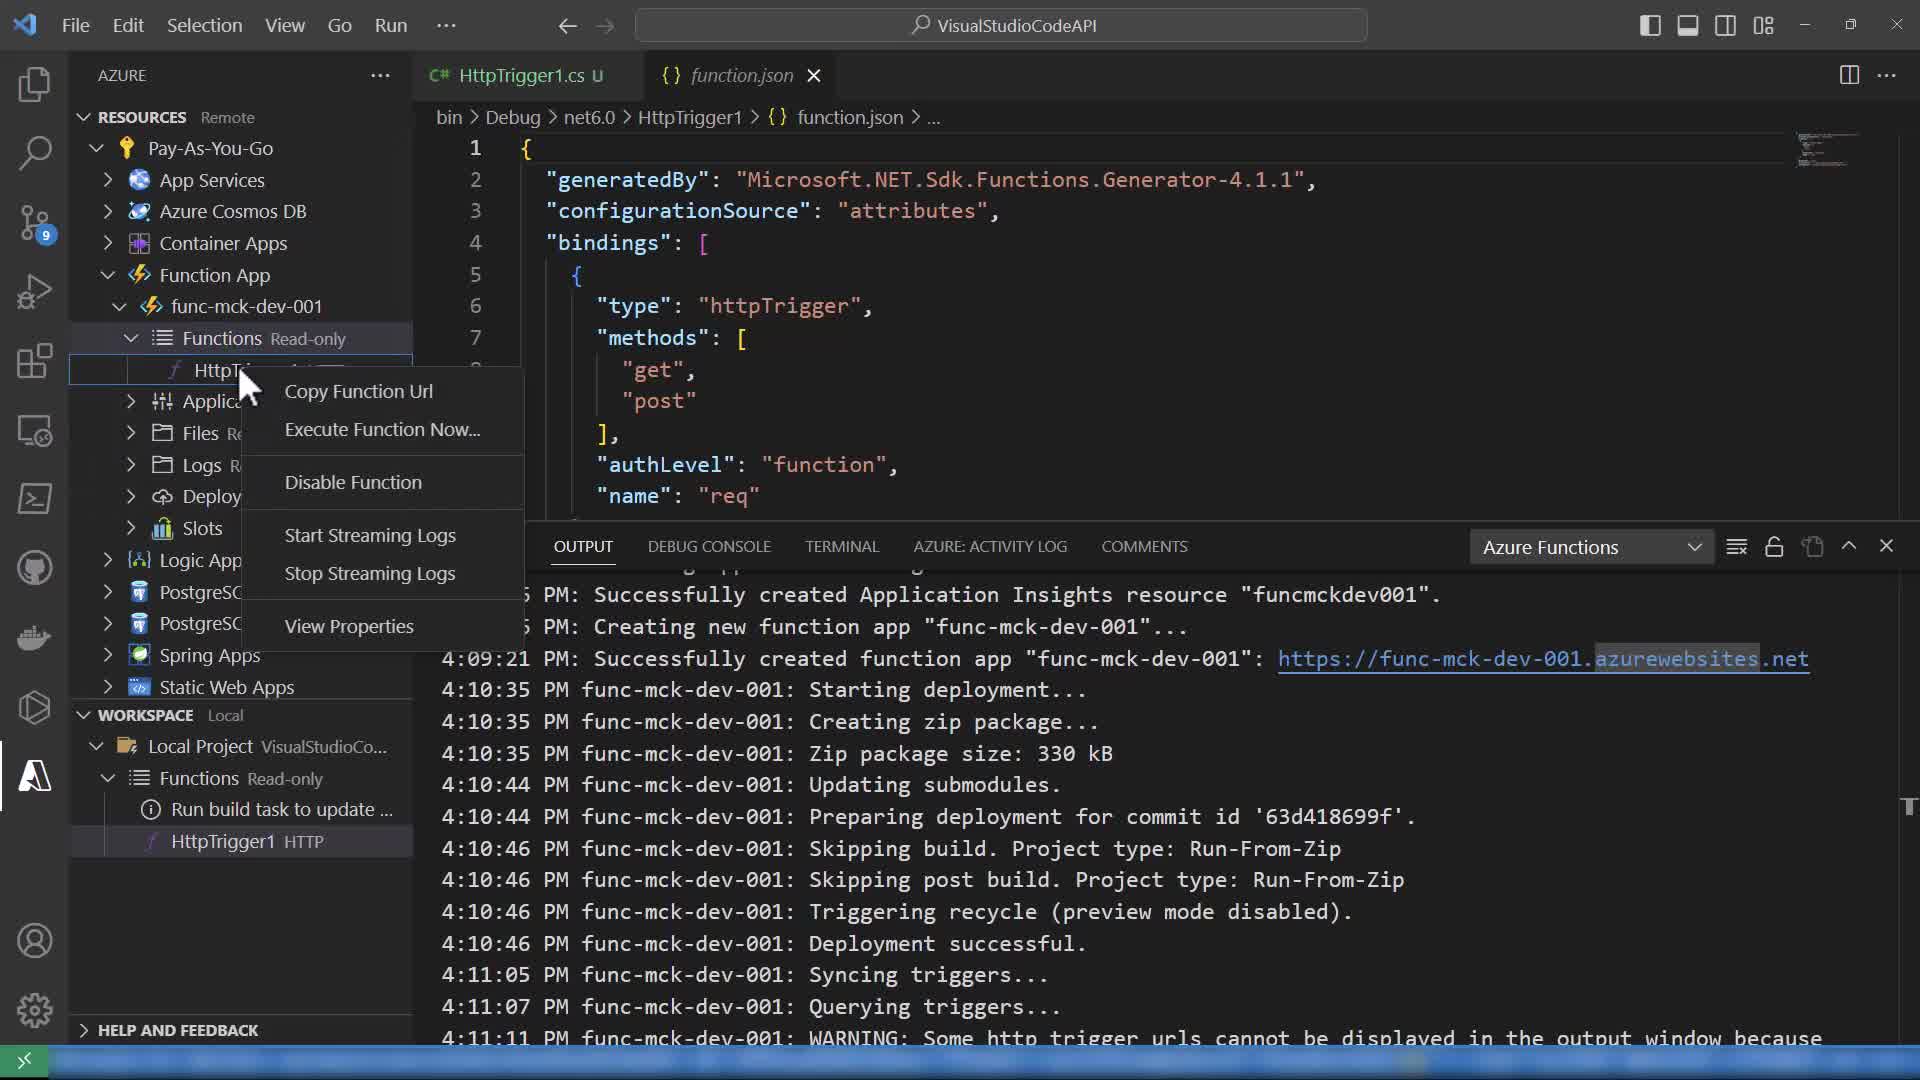 File Edit Selection View Go Run ...
VisualStudioCodeAPI
AZURE
RESOURCES Remote
Pay-As-You-Go
App Services
Azure Cosmos DB
Container Apps
Function App
func-mck-dev-001
Functions Read-only
Applica
Files
Logs
Deploy
Slots
Logic App
PostgreSC
PostgreSC
Spring Apps
Static Web Apps
Copy Function Url
Execute Function Now...
Disable Function
Start Streaming Logs
Stop Streaming Logs
View Properties
9
WORKSPACE Local
Local Project VisualStudioCo...
Functions Read-only
Run build task to update ...
HttpTrigger1 HTTP
HELP AND FEEDBACK
C# HttpTrigger1.cs U
{} function.json
bin > Debug > net6.0 > HttpTrigger1 > {} function.json > ...
1 {
2 "generatedBy": "Microsoft.NET.Sdk.Functions.Generator-4.1.1",
3 "configurationSource": "attributes",
4 "bindings": [
5 {
6 "type": "httpTrigger",
7 "methods": [
"get",
"post"
],
"authLevel": "function",
"name": "req"
OUTPUT DEBUG CONSOLE TERMINAL AZURE: ACTIVITY LOG COMMENTS
Azure Functions
5 PM: Successfully created Application Insights resource "funcmckdev001".
5 PM: Creating new function app "func-mck-dev-001"...
4:09:21 PM: Successfully created function app "func-mck-dev-001": https://func-mck-dev-001.azurewebsites.net
4:10:35 PM func-mck-dev-001: Starting deployment...
4:10:35 PM func-mck-dev-001: Creating zip package...
4:10:35 PM func-mck-dev-001: Zip package size: 330 kB
4:10:44 PM func-mck-dev-001: Updating submodules.
4:10:44 PM func-mck-dev-001: Preparing deployment for commit id '63d418699f'.
4:10:46 PM func-mck-dev-001: Skipping build. Project type: Run-From-Zip
4:10:46 PM func-mck-dev-001: Skipping post build. Project type: Run-From-Zip
4:10:46 PM func-mck-dev-001: Triggering recycle (preview mode disabled).
4:10:46 PM func-mck-dev-001: Deployment successful.
4:11:05 PM func-mck-dev-001: Syncing triggers...
4:11:07 PM func-mck-dev-001: Querying triggers...
4:11:11 PM func-mck-dev-001: WARNING: Some http trigger urls cannot be displayed in the output window because